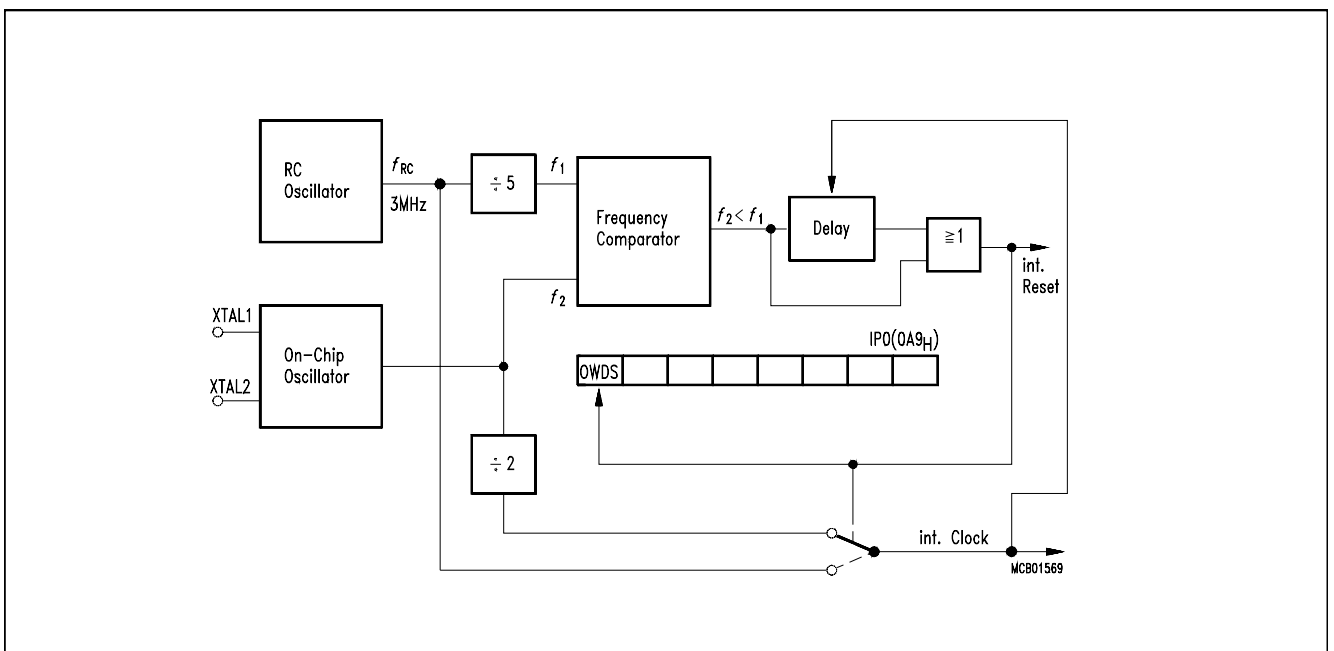 RC
Oscillator
fRC
3MHz
÷ 5
f1
Frequency
Comparator
f2
f2< f1
Delay
≧1
int.
Reset
XTAL1
XTAL2
On-Chip
Oscillator
IP0(0A9H)
OWDS
÷ 2
int. Clock
MCB01569